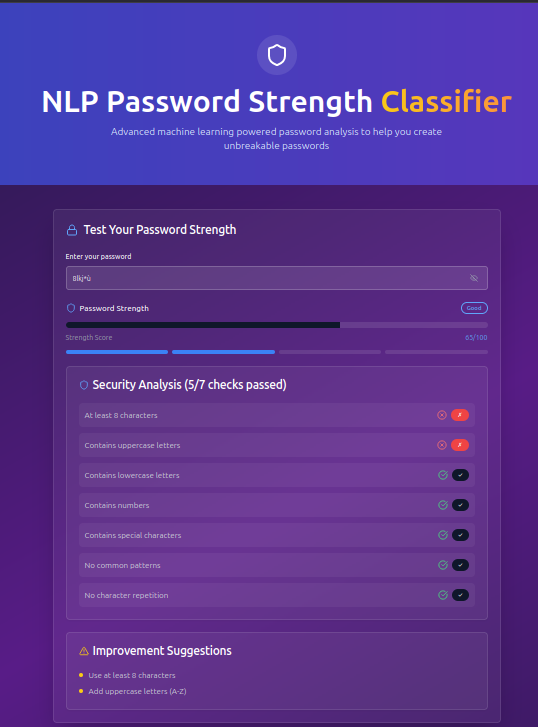 NLP Password Strength Classifier
Advanced machine learning powered password analysis to help you create
unbreakable passwords
Test Your Password Strength
Enter your password
8lkj*ù
Password Strength
Good
Strength Score
65/100
Security Analysis (5/7 checks passed)
At least 8 characters
✗
Contains uppercase letters
✗
Contains lowercase letters
✓
Contains numbers
✓
Contains special characters
✓
No common patterns
✓
No character repetition
✓
Improvement Suggestions
Use at least 8 characters
Add uppercase letters (A-Z)